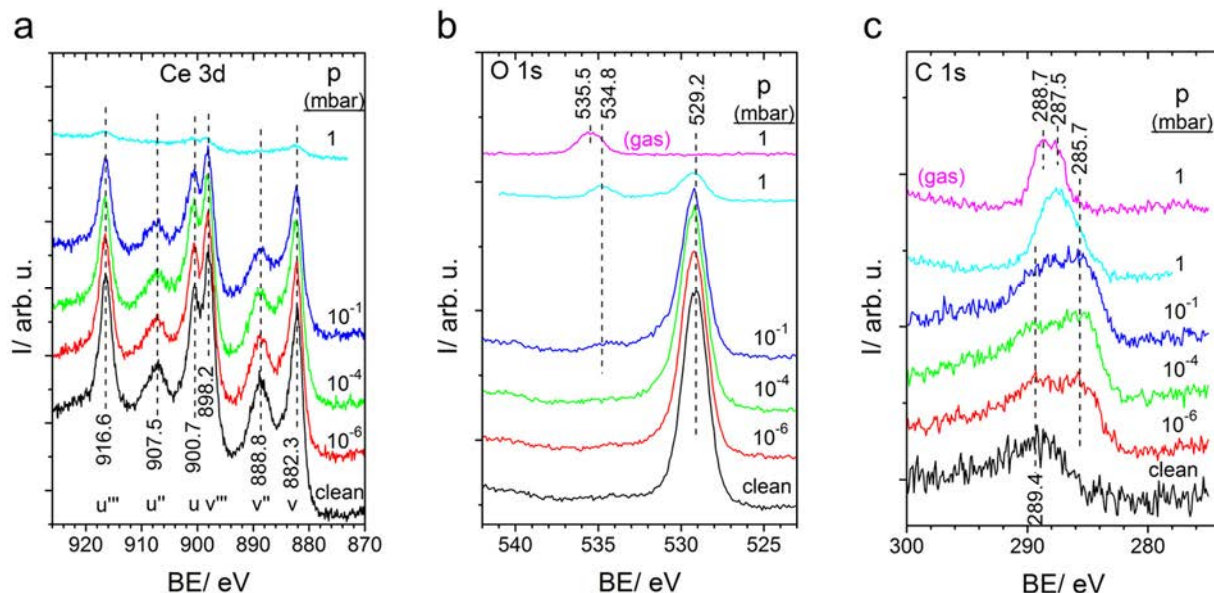 a
Ce 3d
p
(mbar)
1
10⁻¹
10⁻⁴
10⁻⁶
clean
916.6
907.5
900.7
898.2
888.8
882.3
u'''
u''
u
v'''
v''
v
I/ arb. u.
920 910 900 890 880 870
BE/ eV
b
O 1s
535.5
534.8
529.2
p
(mbar)
(gas)
1
1
10⁻¹
10⁻⁴
10⁻⁶
clean
I/ arb. u.
540 535 530 525
BE/ eV
c
C 1s
288.7
287.5
285.7
p
(mbar)
(gas)
1
1
10⁻¹
10⁻⁴
10⁻⁶
clean
289.4
I/ arb. u.
300 288 280
BE/ eV